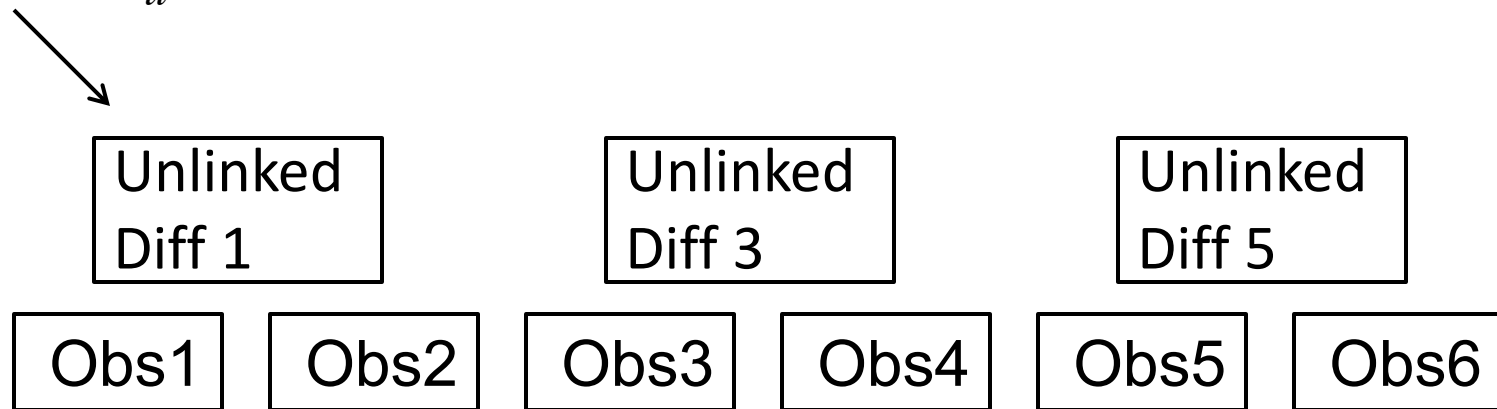 Unlinked
Diff 1
Unlinked
Diff 3
Unlinked
Diff 5
Obs1
Obs2
Obs3
Obs4
Obs5
Obs6